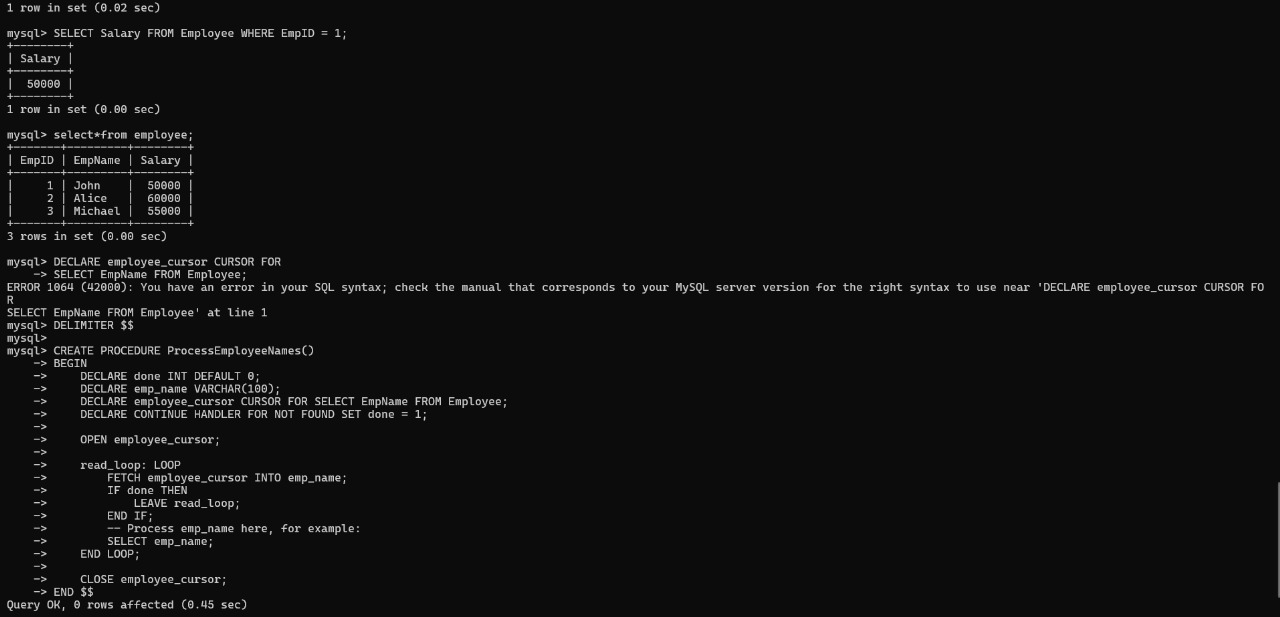 1 row in set (0.02 sec)

mysql> SELECT Salary FROM Employee WHERE EmpID = 1;
+--------+
| Salary |
+--------+
|  50000 |
+--------+
1 row in set (0.00 sec)

mysql> select*from employee;
+-------+---------+--------+
| EmpID | EmpName | Salary |
+-------+---------+--------+
|     1 | John    |  50000 |
|     2 | Alice   |  60000 |
|     3 | Michael |  55000 |
+-------+---------+--------+
3 rows in set (0.00 sec)

mysql> DECLARE employee_cursor CURSOR FOR
    -> SELECT EmpName FROM Employee;
ERROR 1064 (42000): You have an error in your SQL syntax; check the manual that corresponds to your MySQL server version for the right syntax to use near 'DECLARE employee_cursor CURSOR FO
R
SELECT EmpName FROM Employee' at line 1
mysql> DELIMITER $$
mysql>
mysql> CREATE PROCEDURE ProcessEmployeeNames()
    -> BEGIN
    ->     DECLARE done INT DEFAULT 0;
    ->     DECLARE emp_name VARCHAR(100);
    ->     DECLARE employee_cursor CURSOR FOR SELECT EmpName FROM Employee;
    ->     DECLARE CONTINUE HANDLER FOR NOT FOUND SET done = 1;
    ->
    ->     OPEN employee_cursor;
    ->
    ->     read_loop: LOOP
    ->         FETCH employee_cursor INTO emp_name;
    ->         IF done THEN
    ->             LEAVE read_loop;
    ->         END IF;
    ->         -- Process emp_name here, for example:
    ->         SELECT emp_name;
    ->     END LOOP;
    ->
    ->     CLOSE employee_cursor;
    -> END $$
Query OK, 0 rows affected (0.45 sec)